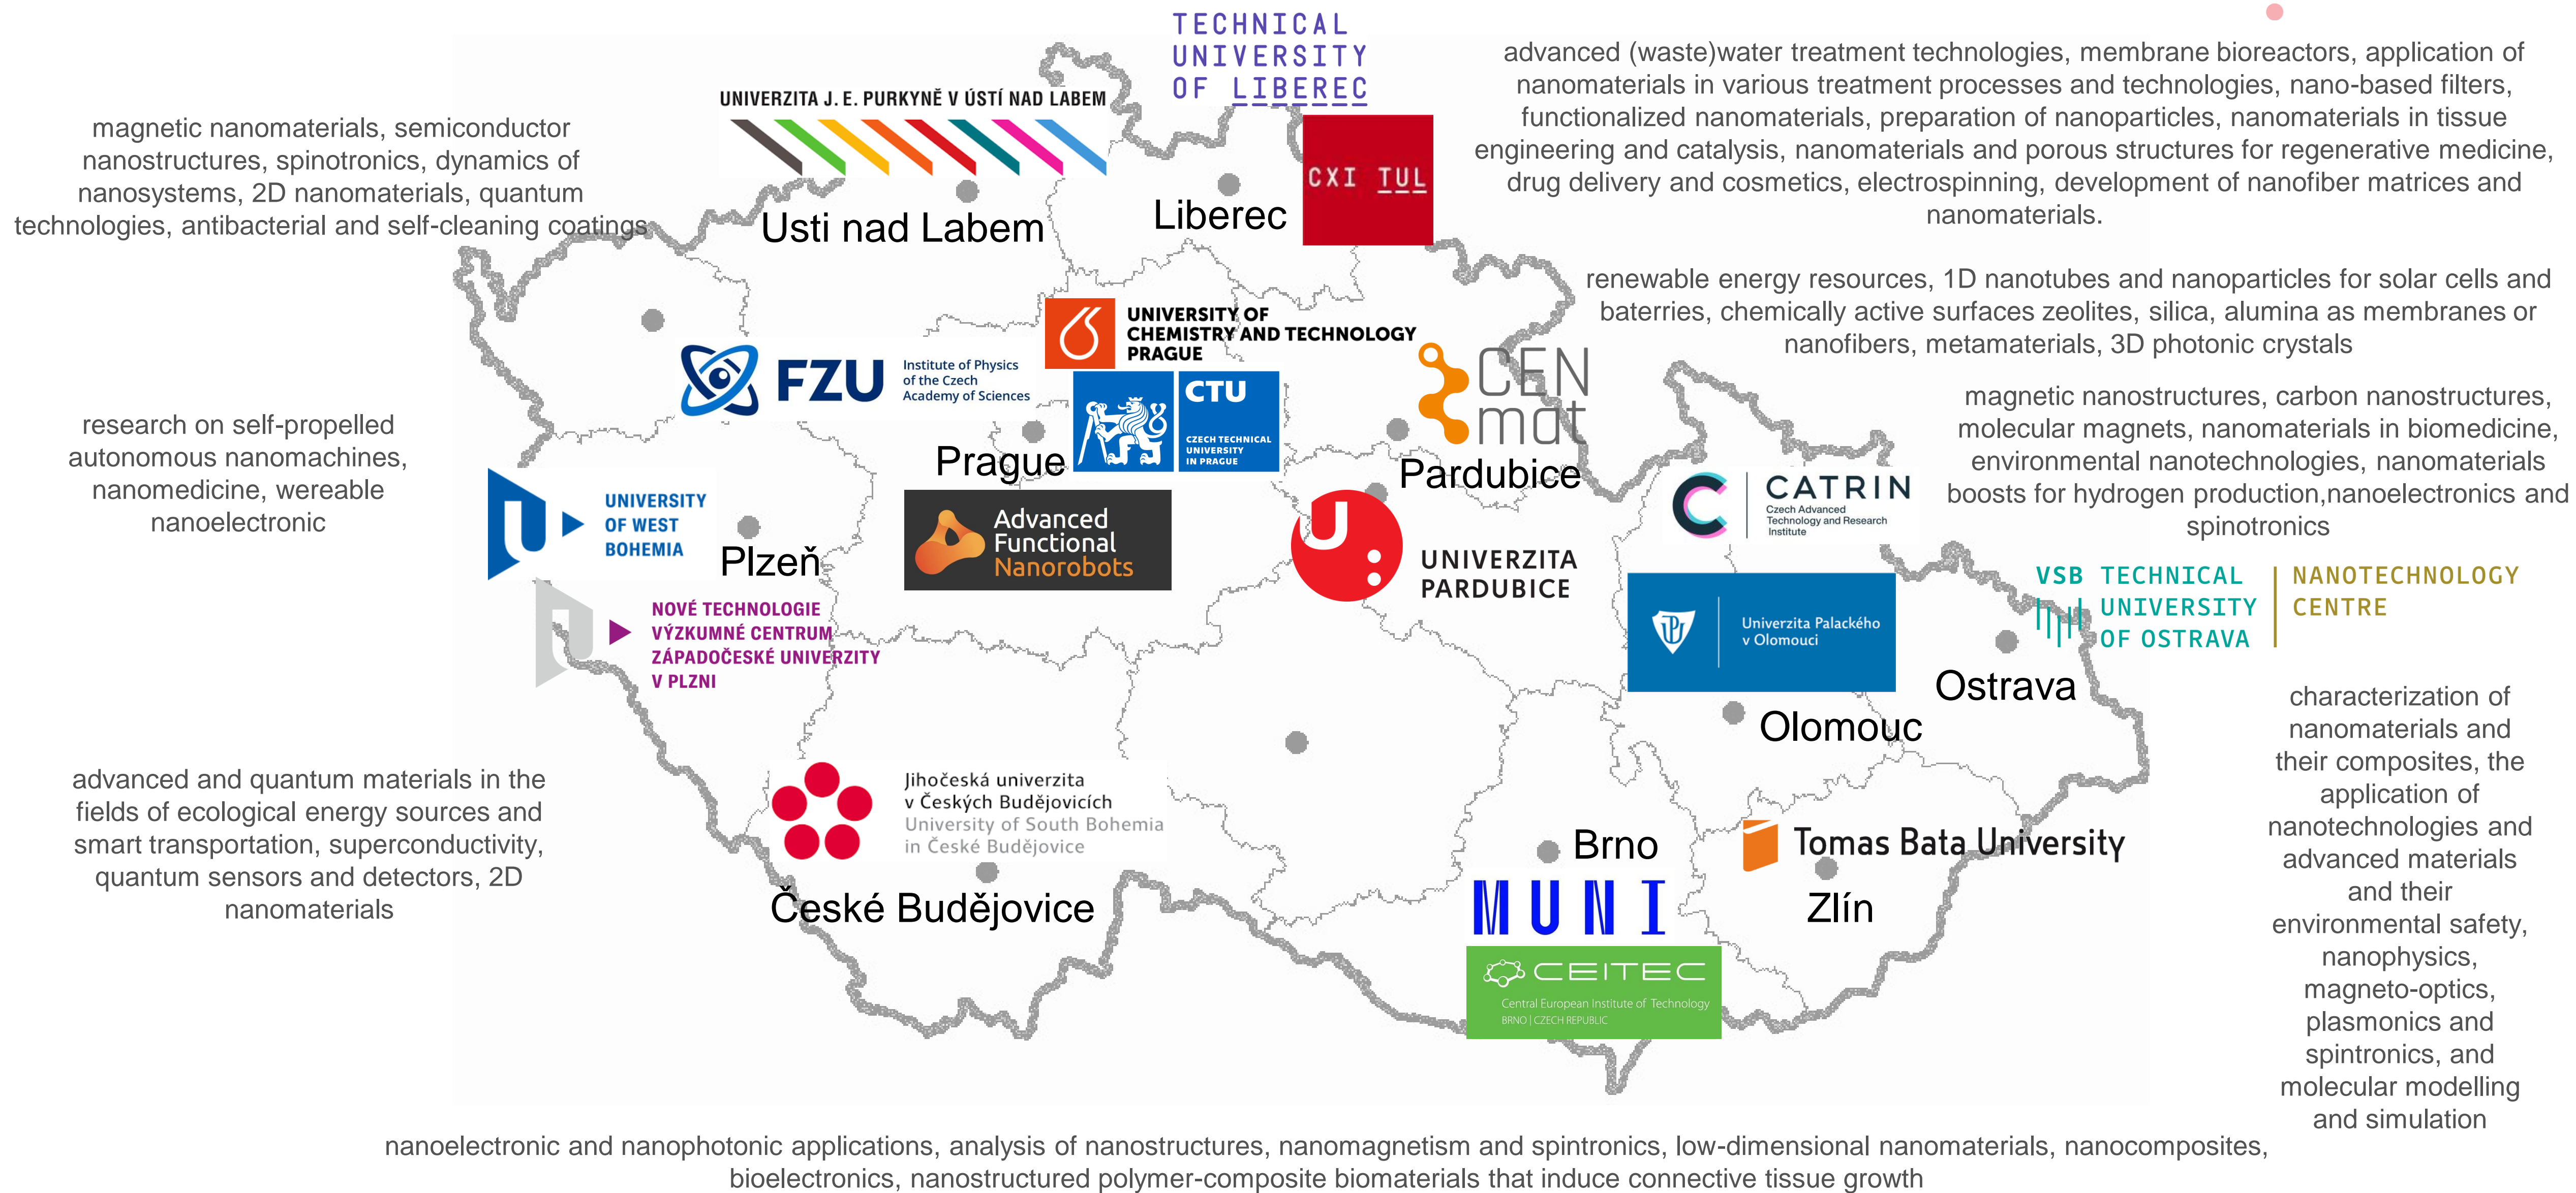 TECHNICAL
UNIVERSITY
OF LIBEREC
advanced (waste)water treatment technologies, membrane bioreactors, application of
nanomaterials in various treatment processes and technologies, nano-based filters,
functionalized nanomaterials, preparation of nanoparticles, nanomaterials in tissue
engineering and catalysis, nanomaterials and porous structures for regenerative medicine,
drug delivery and cosmetics, electrospinning, development of nanofiber matrices and
nanomaterials.
UNIVERZITA J. E. PURKYNĚ V ÚSTÍ NAD LABEM
magnetic nanomaterials, semiconductor
nanostructures, spinotronics, dynamics of
nanosystems, 2D nanomaterials, quantum
technologies, antibacterial and self-cleaning coatings
Usti nad Labem
Liberec
CXI TUL
renewable energy resources, 1D nanotubes and nanoparticles for solar cells and
baterries, chemically active surfaces zeolites, silica, alumina as membranes or
nanofibers, metamaterials, 3D photonic crystals
UNIVERSITY OF
CHEMISTRY AND TECHNOLOGY
PRAGUE
FZU
Institute of Physics
of the Czech
Academy of Sciences
CTU
CZECH TECHNICAL
UNIVERSITY
IN PRAGUE
CEN
mat
Prague
Pardubice
magnetic nanostructures, carbon nanostructures,
molecular magnets, nanomaterials in biomedicine,
environmental nanotechnologies, nanomaterials
boosts for hydrogen production,nanoelectronics and
spinotronics
research on self-propelled
autonomous nanomachines,
nanomedicine, wereable
nanoelectronic
UNIVERSITY
OF WEST
BOHEMIA
Plzeň
Advanced
Functional
Nanorobots
UNIVERZITA
PARDUBICE
CATRIN
Czech Advanced
Technology and Research
Institute
NOVÉ TECHNOLOGIE
VÝZKUMNÉ CENTRUM
ZÁPADOČESKÉ UNIVERZITY
V PLZNI
Univerzita Palackého
v Olomouci
VSB TECHNICAL
UNIVERSITY
OF OSTRAVA
NANOTECHNOLOGY
CENTRE
Ostrava
Olomouc
characterization of
nanomaterials and
their composites, the
application of
nanotechnologies and
advanced materials
and their
environmental safety,
nanophysics,
magneto-optics,
plasmonics and
spintronics, and
molecular modelling
and simulation
advanced and quantum materials in the
fields of ecological energy sources and
smart transportation, superconductivity,
quantum sensors and detectors, 2D
nanomaterials
Jihočeská univerzita
v Českých Budějovicích
University of South Bohemia
in České Budějovice
České Budějovice
Brno
MUNI
CEITEC
Central European Institute of Technology
BRNO | CZECH REPUBLIC
Tomas Bata University
Zlín
nanoelectronic and nanophotonic applications, analysis of nanostructures, nanomagnetism and spintronics, low-dimensional nanomaterials, nanocomposites,
bioelectronics, nanostructured polymer-composite biomaterials that induce connective tissue growth